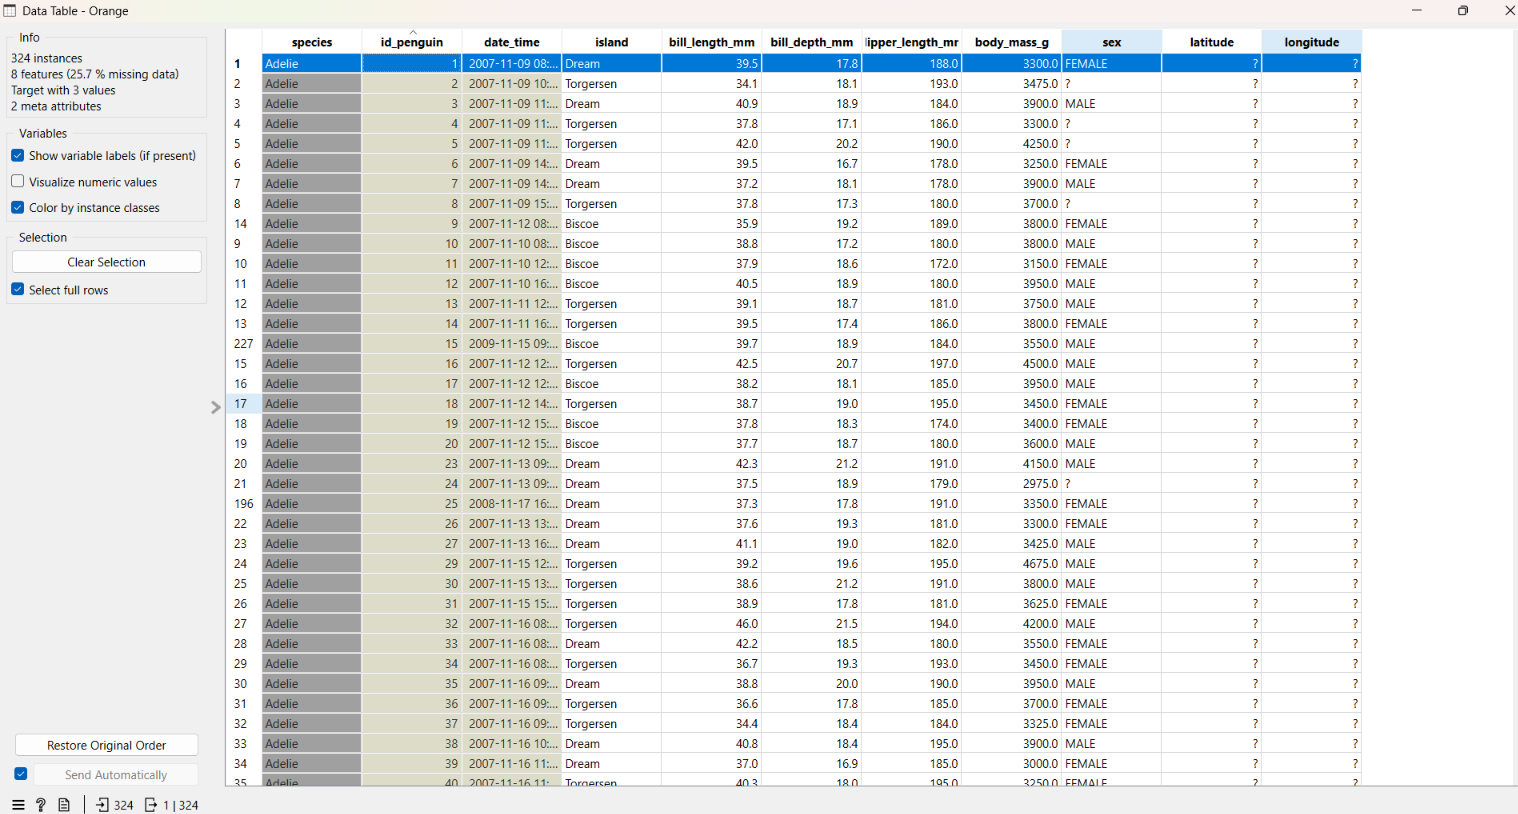 Data Table - Orange
Info
324 instances
8 features (25.7 % missing data)
Target with 3 values
2 meta attributes
Variables
Show variable labels (if present)
Visualize numeric values
Color by instance classes
Selection
Clear Selection
Select full rows
Restore Original Order
Send Automatically
324
1 | 324
species id_penguin date_time island bill_length_mm bill_depth_mm lipper_length_mr body_mass_g sex latitude longitude
1 Adelie 1 2007-11-09 08:... Dream 39.5 17.8 188.0 3300.0 FEMALE ? ?
2 Adelie 2 2007-11-09 10:... Torgersen 34.1 18.1 193.0 3475.0 ? ? ?
3 Adelie 3 2007-11-09 11:... Dream 40.9 18.9 184.0 3900.0 MALE ? ?
4 Adelie 4 2007-11-09 11:... Torgersen 37.8 17.1 186.0 3300.0 ? ? ?
5 Adelie 5 2007-11-09 11:... Torgersen 42.0 20.2 190.0 4250.0 ? ? ?
6 Adelie 6 2007-11-09 14:... Dream 39.5 16.7 178.0 3250.0 FEMALE ? ?
7 Adelie 7 2007-11-09 14:... Dream 37.2 18.1 178.0 3900.0 MALE ? ?
8 Adelie 8 2007-11-09 15:... Torgersen 37.8 17.3 180.0 3700.0 ? ? ?
14 Adelie 9 2007-11-12 08:... Biscoe 35.9 19.2 189.0 3800.0 FEMALE ? ?
9 Adelie 10 2007-11-10 08:... Biscoe 38.8 17.2 180.0 3800.0 MALE ? ?
10 Adelie 11 2007-11-10 12:... Biscoe 37.9 18.6 172.0 3150.0 FEMALE ? ?
11 Adelie 12 2007-11-10 16:... Biscoe 40.5 18.9 180.0 3950.0 MALE ? ?
12 Adelie 13 2007-11-11 12:... Torgersen 39.1 18.7 181.0 3750.0 MALE ? ?
13 Adelie 14 2007-11-11 16:... Torgersen 39.5 17.4 186.0 3800.0 FEMALE ? ?
227 Adelie 15 2009-11-15 09:... Biscoe 39.7 18.9 184.0 3550.0 MALE ? ?
15 Adelie 16 2007-11-12 12:... Torgersen 42.5 20.7 197.0 4500.0 MALE ? ?
16 Adelie 17 2007-11-12 12:... Biscoe 38.2 18.1 185.0 3950.0 MALE ? ?
17 Adelie 18 2007-11-12 14:... Torgersen 38.7 19.0 195.0 3450.0 FEMALE ? ?
18 Adelie 19 2007-11-12 15:... Biscoe 37.8 18.3 174.0 3400.0 FEMALE ? ?
19 Adelie 20 2007-11-12 15:... Biscoe 37.7 18.7 180.0 3600.0 MALE ? ?
20 Adelie 23 2007-11-13 09:... Dream 42.3 21.2 191.0 4150.0 MALE ? ?
21 Adelie 24 2007-11-13 09:... Dream 37.5 18.9 179.0 2975.0 ? ? ?
196 Adelie 25 2008-11-17 16:... Dream 37.3 17.8 191.0 3350.0 FEMALE ? ?
22 Adelie 26 2007-11-13 13:... Dream 37.6 19.3 181.0 3300.0 FEMALE ? ?
23 Adelie 27 2007-11-13 16:... Dream 41.1 19.0 182.0 3425.0 MALE ? ?
24 Adelie 29 2007-11-15 12:... Torgersen 39.2 19.6 195.0 4675.0 MALE ? ?
25 Adelie 30 2007-11-15 13:... Torgersen 38.6 21.2 191.0 3800.0 MALE ? ?
26 Adelie 31 2007-11-15 15:... Torgersen 38.9 17.8 181.0 3625.0 FEMALE ? ?
27 Adelie 32 2007-11-16 08:... Torgersen 46.0 21.5 194.0 4200.0 MALE ? ?
28 Adelie 33 2007-11-16 08:... Dream 42.2 18.5 180.0 3550.0 FEMALE ? ?
29 Adelie 34 2007-11-16 08:... Torgersen 36.7 19.3 193.0 3450.0 FEMALE ? ?
30 Adelie 35 2007-11-16 09:... Dream 38.8 20.0 190.0 3950.0 MALE ? ?
31 Adelie 36 2007-11-16 09:... Torgersen 36.6 17.8 185.0 3700.0 FEMALE ? ?
32 Adelie 37 2007-11-16 09:... Torgersen 34.4 18.4 184.0 3325.0 FEMALE ? ?
33 Adelie 38 2007-11-16 10:... Dream 40.8 18.4 195.0 3900.0 MALE ? ?
34 Adelie 39 2007-11-16 11:... Dream 37.0 16.9 185.0 3000.0 FEMALE ? ?
35 Adelie 40 2007-11-16 11:... Torgersen 40.3 18.0 195.0 3250.0 FEMALE ? ?